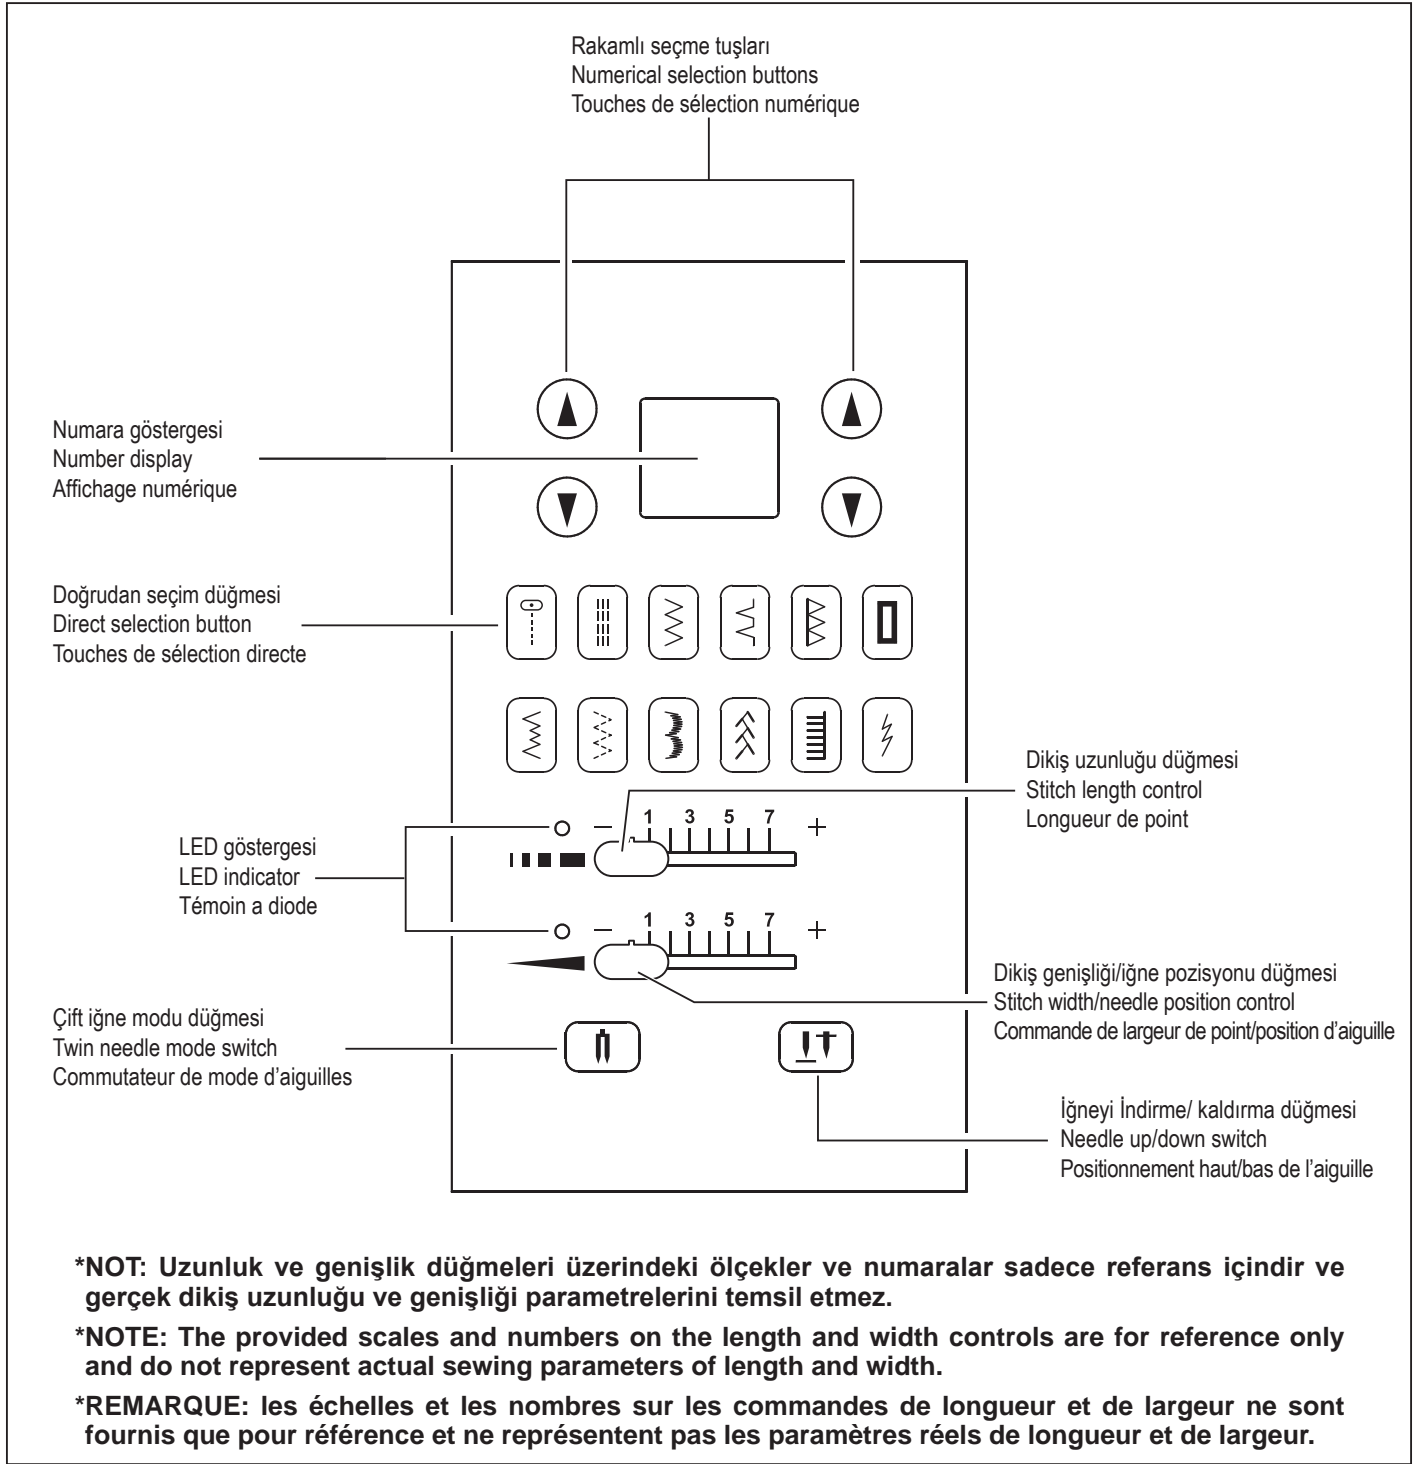 Rakamlı seçme tuşları
Numerical selection buttons
Touches de sélection numérique
Numara göstergesi
Number display
Affichage numérique
Doğrudan seçim düğmesi
Direct selection button
Touches de sélection directe
Dikiş uzunluğu düğmesi
Stitch length control
Longueur de point
– 1 3 5 7 +
LED göstergesi
LED indicator
Témoin a diode
– 1 3 5 7 +
Dikiş genişliği/iğne pozisyonu düğmesi
Stitch width/needle position control
Commande de largeur de point/position d'aiguille
Çift iğne modu düğmesi
Twin needle mode switch
Commutateur de mode d'aiguilles
İğneyi İndirme/ kaldırma düğmesi
Needle up/down switch
Positionnement haut/bas de l'aiguille
*NOT: Uzunluk ve genişlik düğmeleri üzerindeki ölçekler ve numaralar sadece referans içindir ve
gerçek dikiş uzunluğu ve genişliği parametrelerini temsil etmez.
*NOTE: The provided scales and numbers on the length and width controls are for reference only
and do not represent actual sewing parameters of length and width.
*REMARQUE: les échelles et les nombres sur les commandes de longueur et de largeur ne sont
fournis que pour référence et ne représentent pas les paramètres réels de longueur et de largeur.